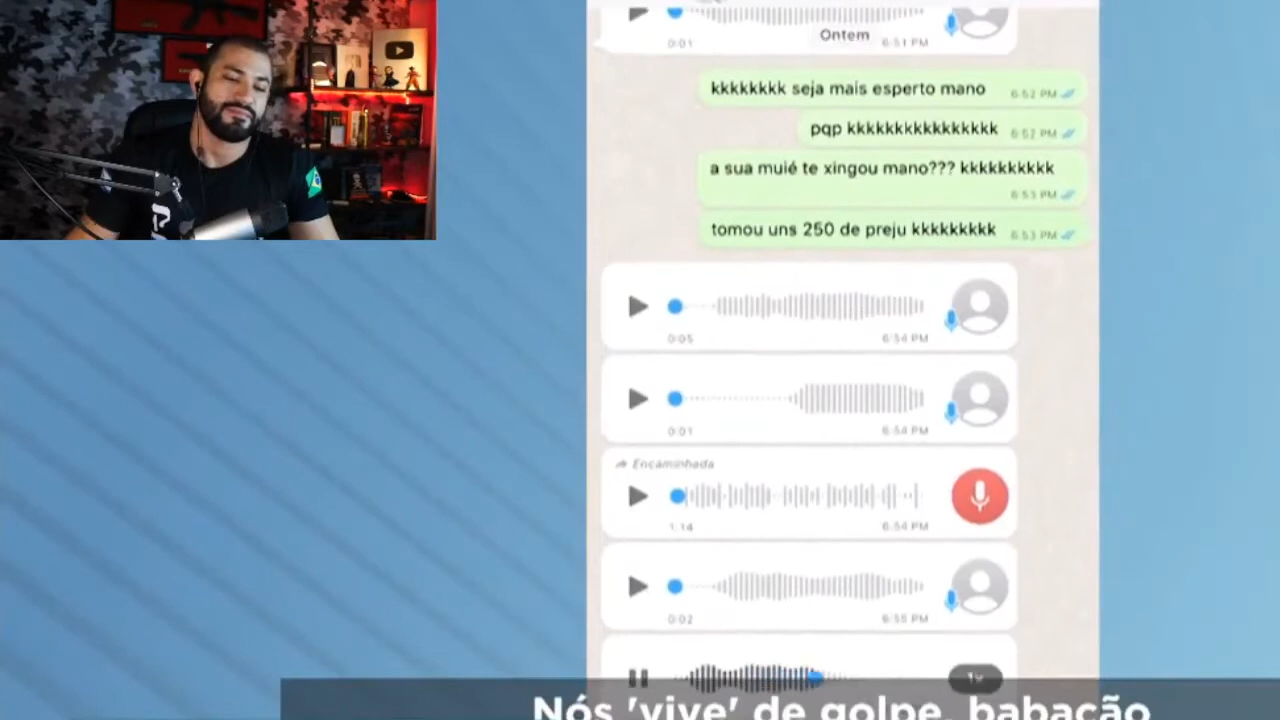 0:01
Ontem
6:51 PM
kkkkkkkk seja mais esperto mano 6:52 PM
pqp kkkkkkkkkkkkkkkk 6:52 PM
a sua muié te xingou mano??? kkkkkkkkkk
6:53 PM
tomou uns 250 de preju kkkkkkkkk 6:53 PM
0:05 6:54 PM
0:01 6:54 PM
Encaminhada
1:14 6:54 PM
0:02 6:55 PM
1x
Nós 'vive' de golpe, babação